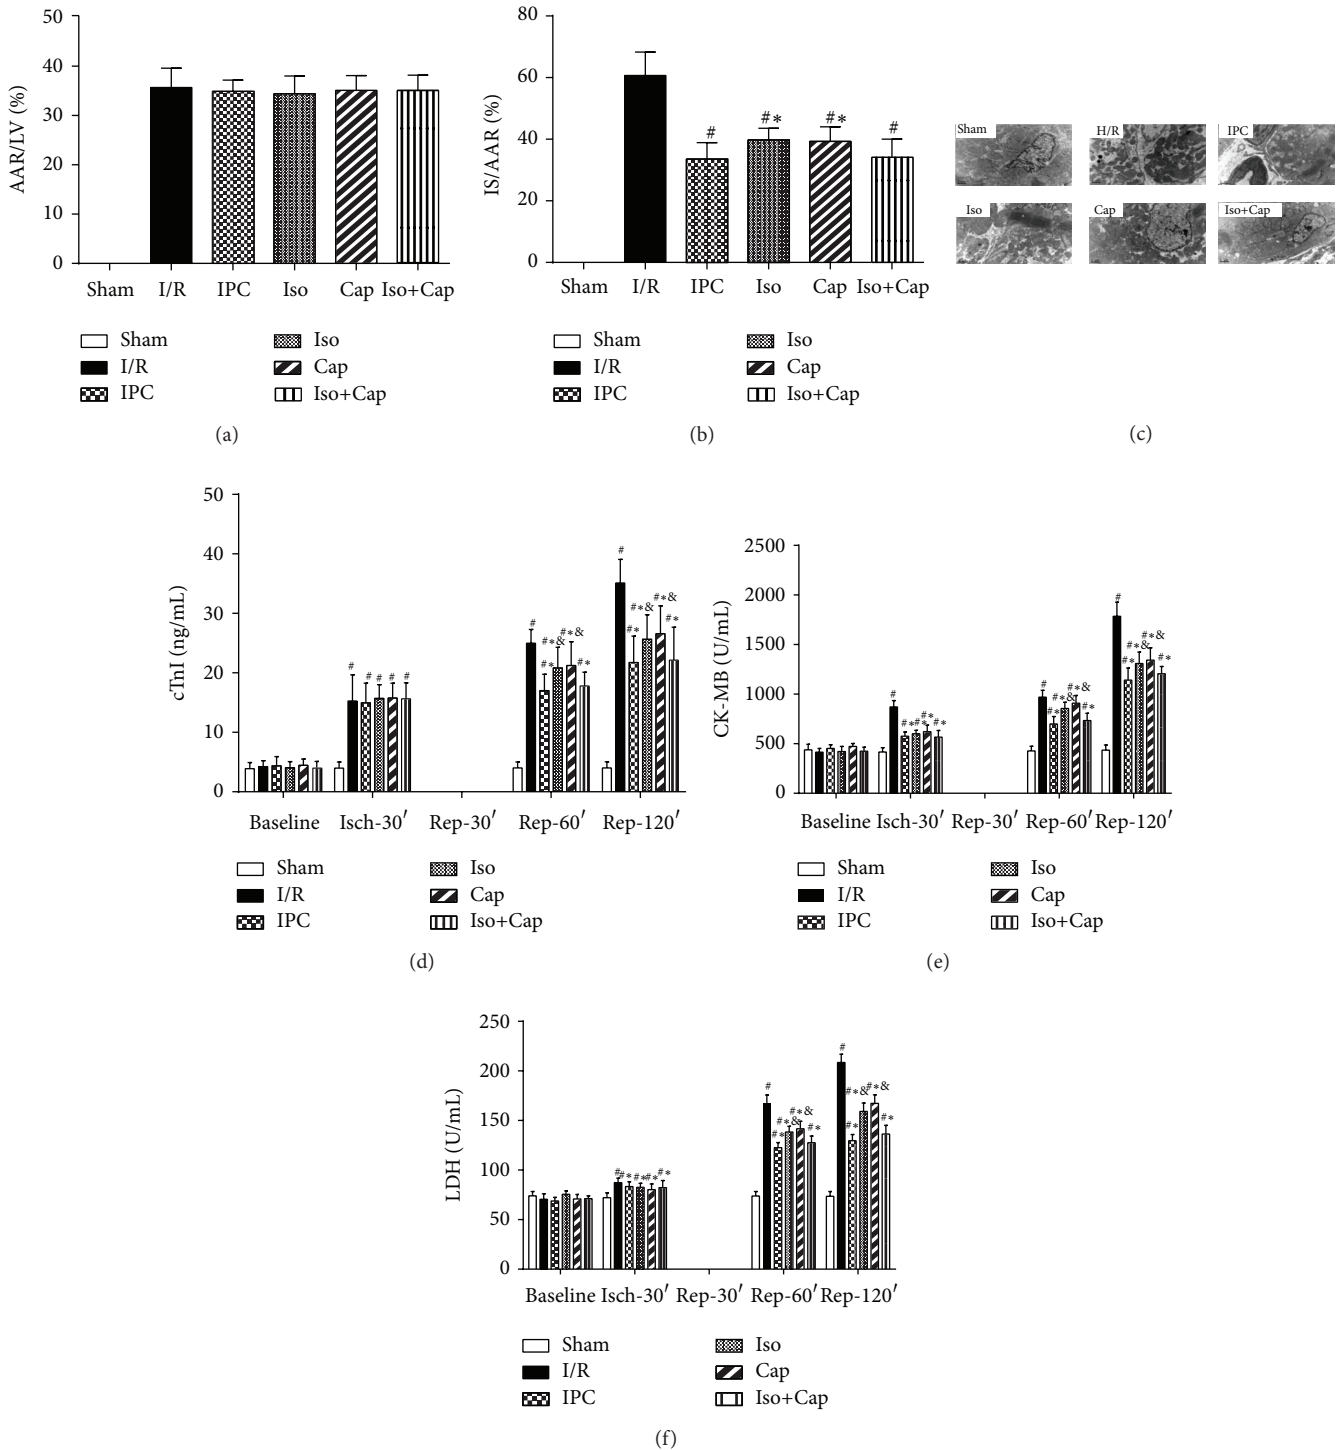 AAR/LV (%)
50
40
30
20
10
0
Sham I/R IPC Iso Cap Iso+Cap
Sham Iso
I/R Cap
IPC Iso+Cap
(a)
IS/AAR (%)
80
60
40
20
0
# #* #* #
Sham I/R IPC Iso Cap Iso+Cap
Sham Iso
I/R Cap
IPC Iso+Cap
(b)
Sham H/R IPC
Iso Cap Iso+Cap
(c)
cTnI (ng/mL)
50
40
30
20
10
0
# # # # #
# #* #*& #*& #*
# #* #*& #*& #*
Baseline Isch-30′ Rep-30′ Rep-60′ Rep-120′
Sham Iso
I/R Cap
IPC Iso+Cap
(d)
CK-MB (U/mL)
2500
2000
1500
1000
500
0
# #* #* #* #*
# #* #*& #*& #*
# #* #*& #*& #*
Baseline Isch-30′ Rep-30′ Rep-60′ Rep-120′
Sham Iso
I/R Cap
IPC Iso+Cap
(e)
LDH (U/mL)
250
200
150
100
50
0
# #* #* #* #*
# #* #*& #*& #*
# #* #*& #*& #*
Baseline Isch-30′ Rep-30′ Rep-60′ Rep-120′
Sham Iso
I/R Cap
IPC Iso+Cap
(f)